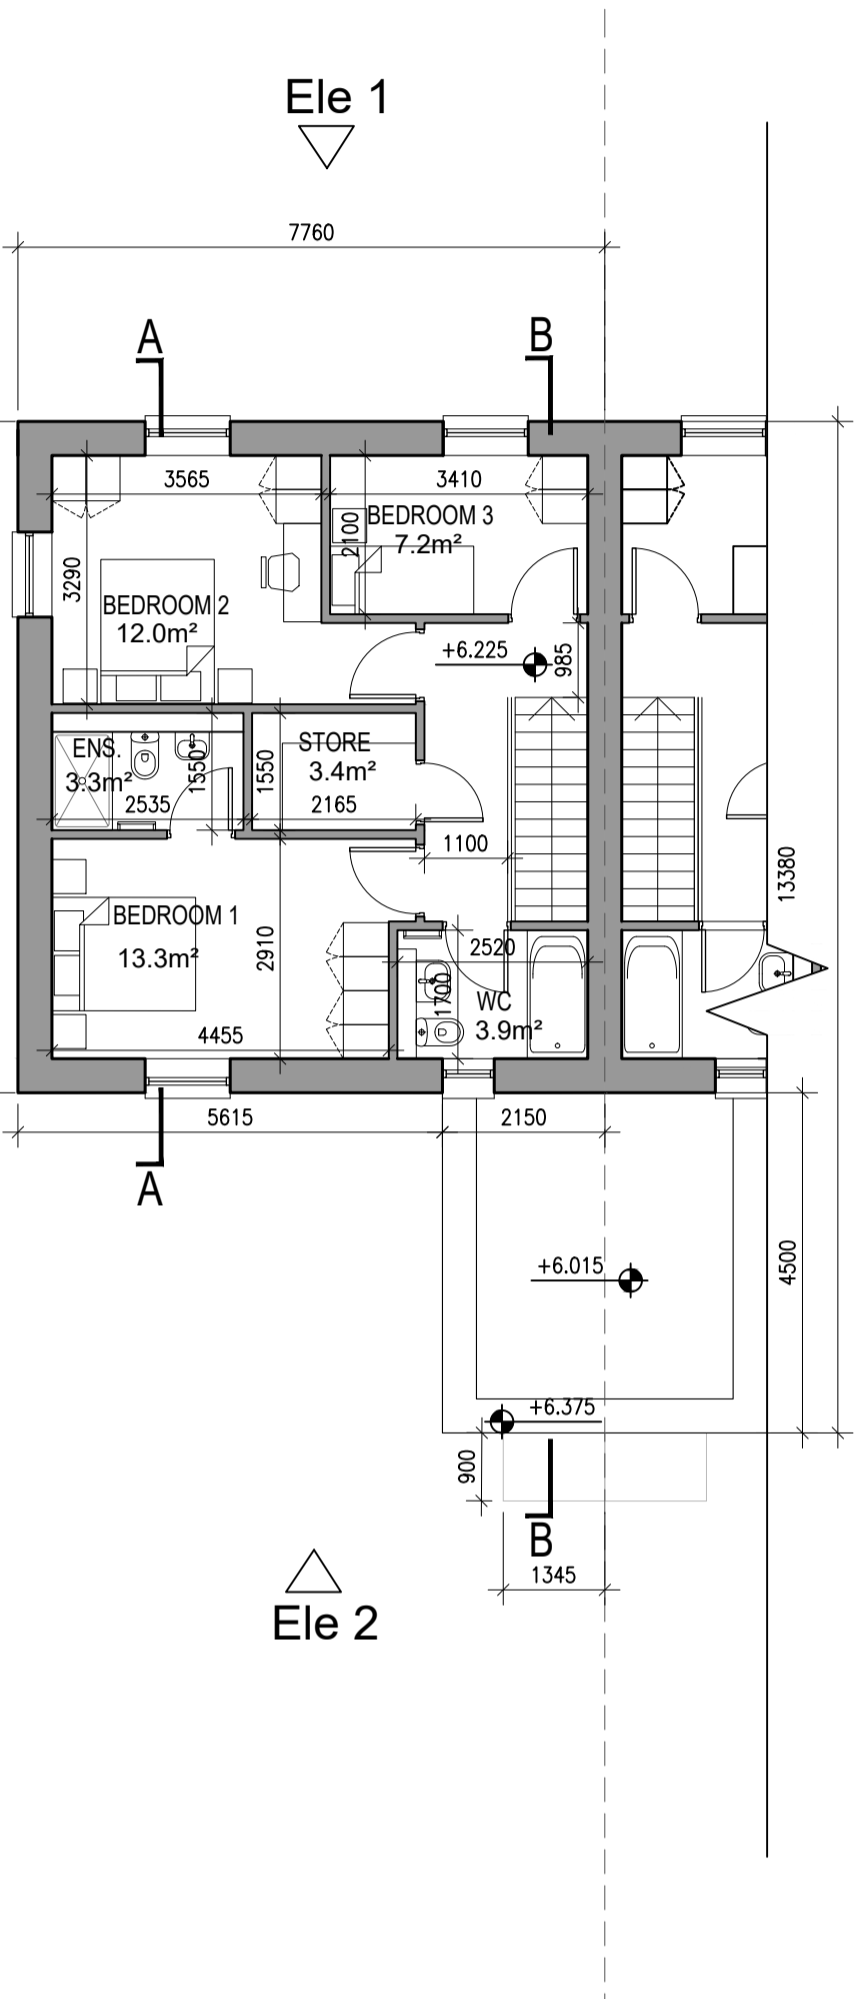 Ele 1
7760
A
B
3565
3410
BEDROOM 3
7.2m²
2100
3290
BEDROOM 2
12.0m²
+6.225
985
ENS.
3.3m²
1550
2535
STORE
3.4m²
1550
2165
1100
13380
BEDROOM 1
13.3m²
2910
2520
1700
WC
3.9m²
4455
5615
2150
A
4500
+6.015
+6.375
900
B
1345
Ele 2